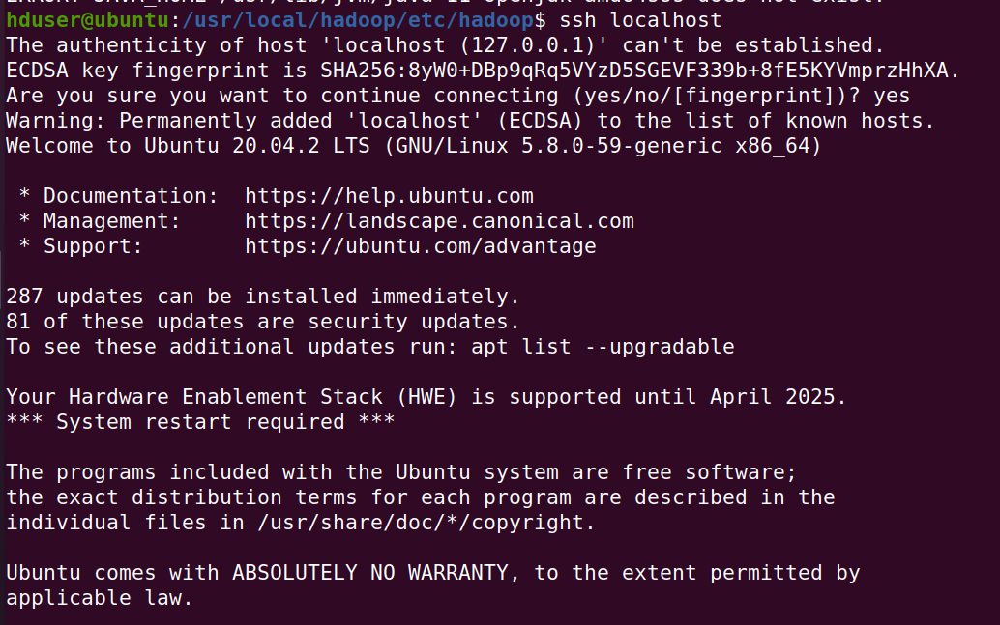 hduser@ubuntu:/usr/local/hadoop/etc/hadoop$ ssh localhost
The authenticity of host 'localhost (127.0.0.1)' can't be established.
ECDSA key fingerprint is SHA256:8yW0+DBp9qRq5VYzD5SGEVF339b+8fE5KYVmprzHhXA.
Are you sure you want to continue connecting (yes/no/[fingerprint])? yes
Warning: Permanently added 'localhost' (ECDSA) to the list of known hosts.
Welcome to Ubuntu 20.04.2 LTS (GNU/Linux 5.8.0-59-generic x86_64)
* Documentation: https://help.ubuntu.com
* Management: https://landscape.canonical.com
* Support: https://ubuntu.com/advantage
287 updates can be installed immediately.
81 of these updates are security updates.
To see these additional updates run: apt list --upgradable
Your Hardware Enablement Stack (HWE) is supported until April 2025.
*** System restart required ***
The programs included with the Ubuntu system are free software;
the exact distribution terms for each program are described in the
individual files in /usr/share/doc/*/copyright.
Ubuntu comes with ABSOLUTELY NO WARRANTY, to the extent permitted by
applicable law.